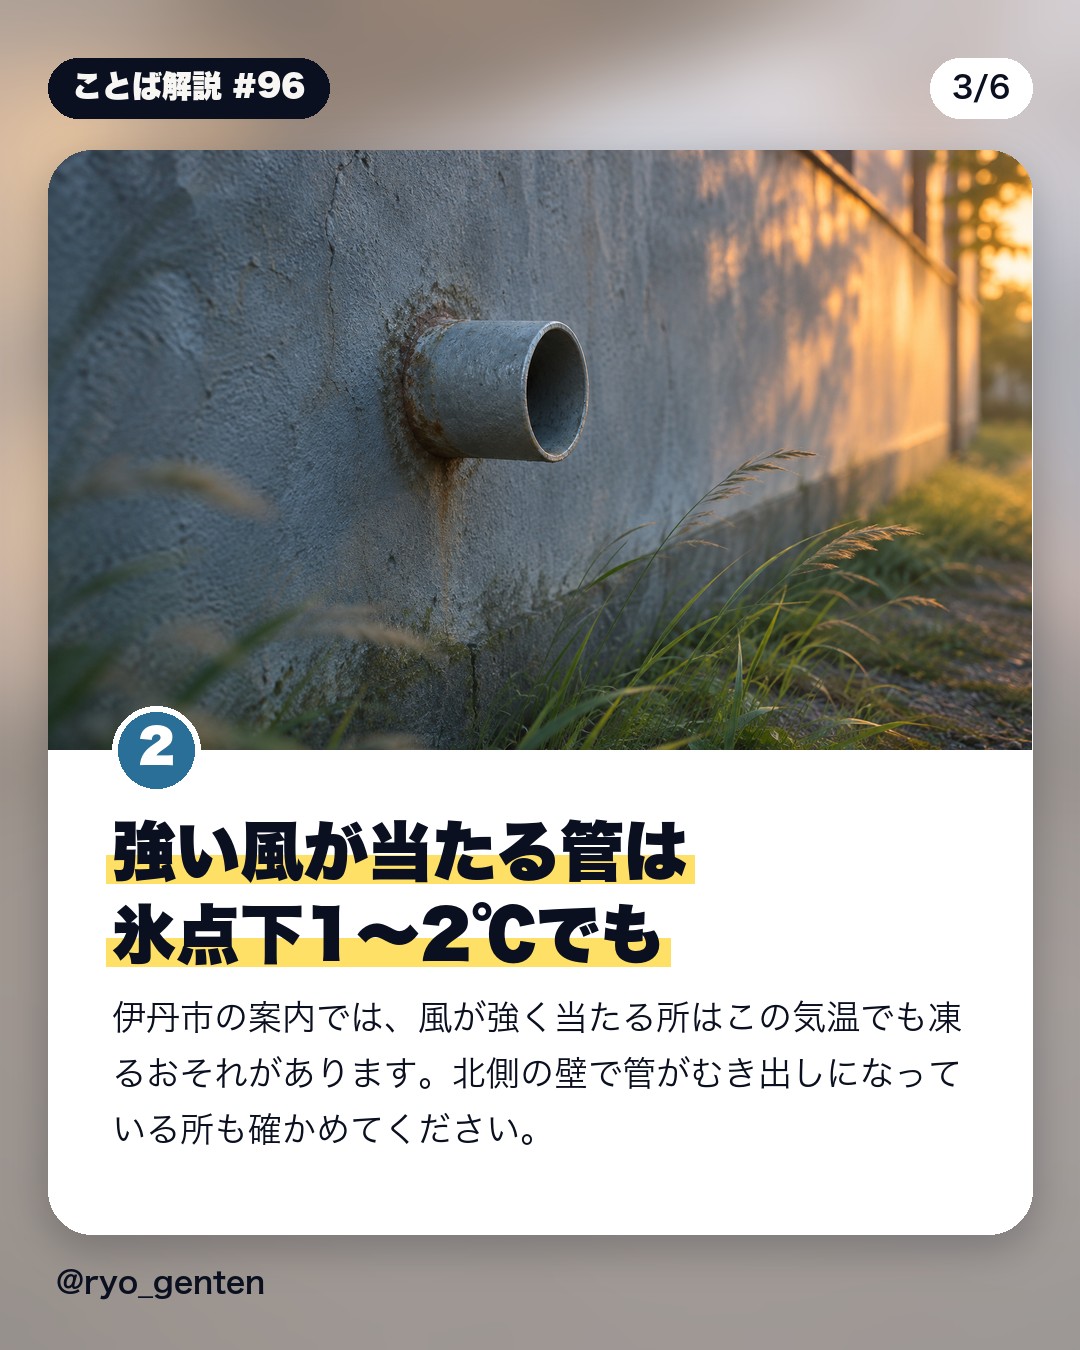 ことば解説 #96
3/6
2
強い風が当たる管は
氷点下1〜2℃でも
伊丹市の案内では、風が強く当たる所はこの気温でも凍
るおそれがあります。北側の壁で管がむき出しになって
いる所も確かめてください。
@ryo_genten